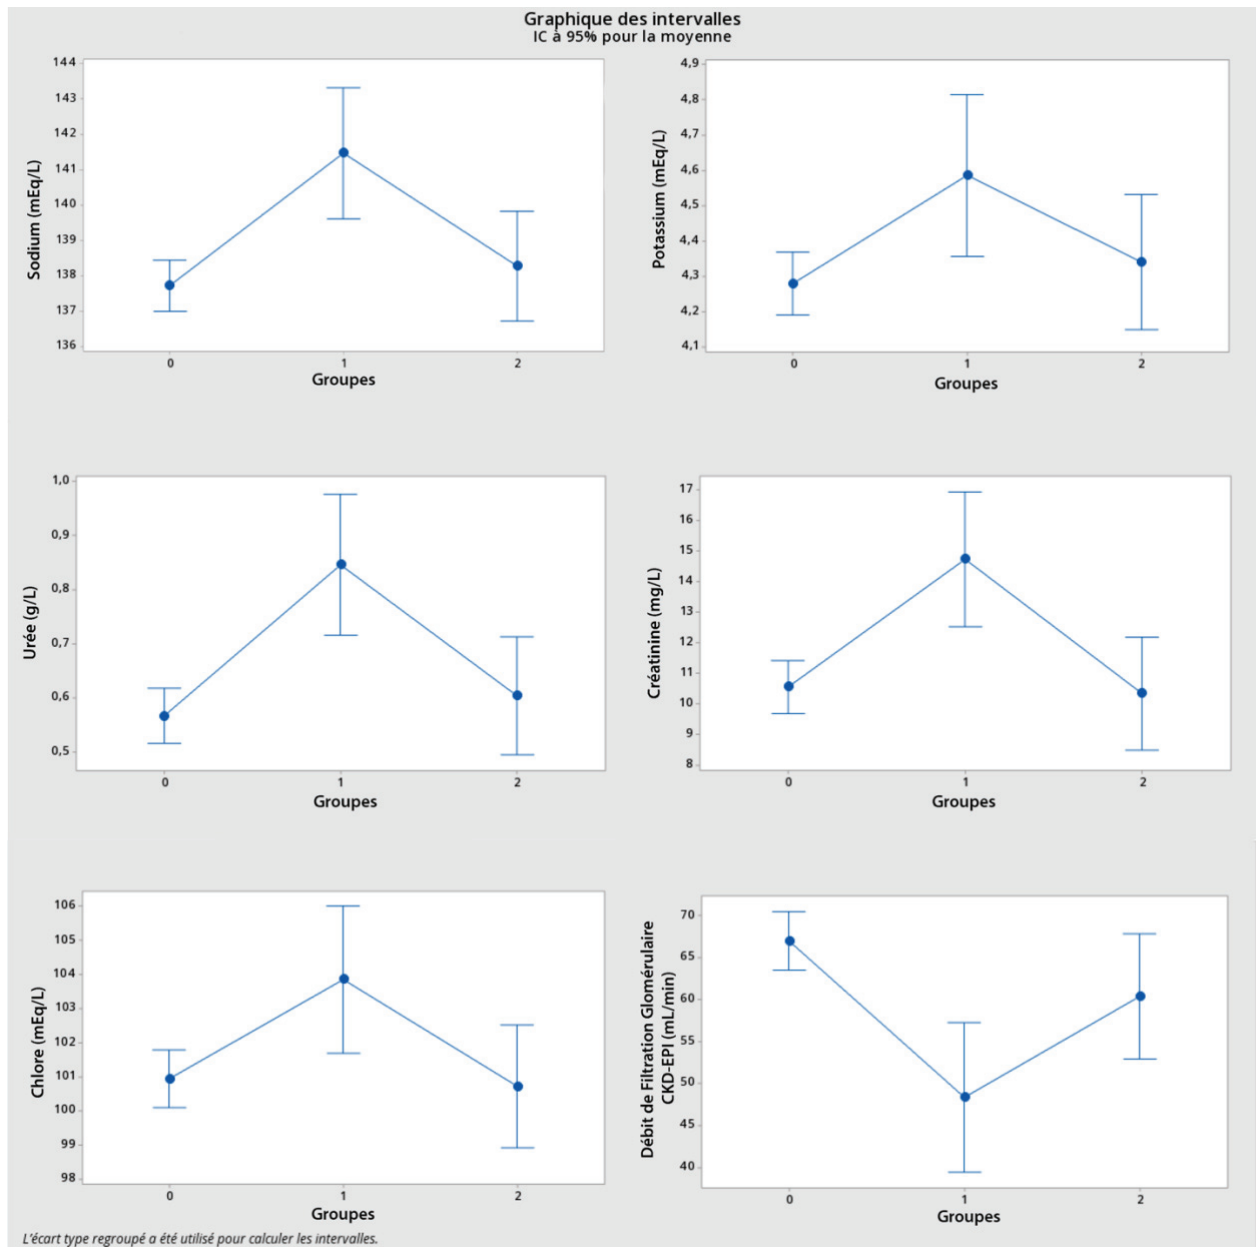 Graphique des intervalles
IC à 95% pour la moyenne
Sodium (mEq/L)
144
143
142
141
140
139
138
137
136
0 1 2
Groupes
Potassium (mEq/L)
4,9
4,8
4,7
4,6
4,5
4,4
4,3
4,2
4,1
0 1 2
Groupes
Urée (g/L)
1,0
0,9
0,8
0,7
0,6
0,5
0 1 2
Groupes
Créatinine (mg/L)
17
16
15
14
13
12
11
10
9
8
0 1 2
Groupes
Chlore (mEq/L)
106
105
104
103
102
101
100
99
98
0 1 2
Groupes
Débit de Filtration Glomérulaire
CKD-EPI (mL/min)
70
65
60
55
50
45
40
0 1 2
Groupes
L'écart type regroupé a été utilisé pour calculer les intervalles.